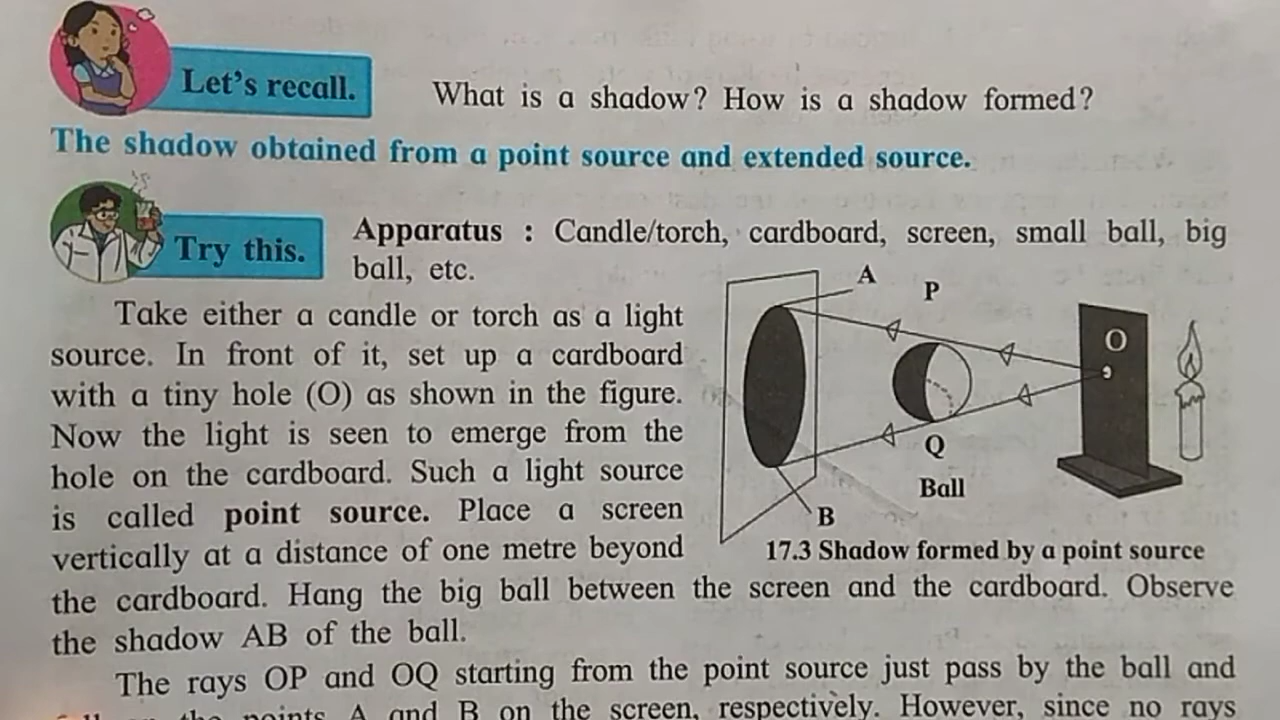 Let's recall.
What is a shadow? How is a shadow formed?
The shadow obtained from a point source and extended source.
Try this.
Apparatus : Candle/torch, cardboard, screen, small ball, big
ball, etc.
Take either a candle or torch as a light
source. In front of it, set up a cardboard
with a tiny hole (O) as shown in the figure.
Now the light is seen to emerge from the
hole on the cardboard. Such a light source
is called point source. Place a screen
vertically at a distance of one metre beyond
A
P
O
Q
Ball
B
17.3 Shadow formed by a point source
the cardboard. Hang the big ball between the screen and the cardboard. Observe
the shadow AB of the ball.
The rays OP and OQ starting from the point source just pass by the ball and
the points A and B on the screen, respectively. However, since no rays